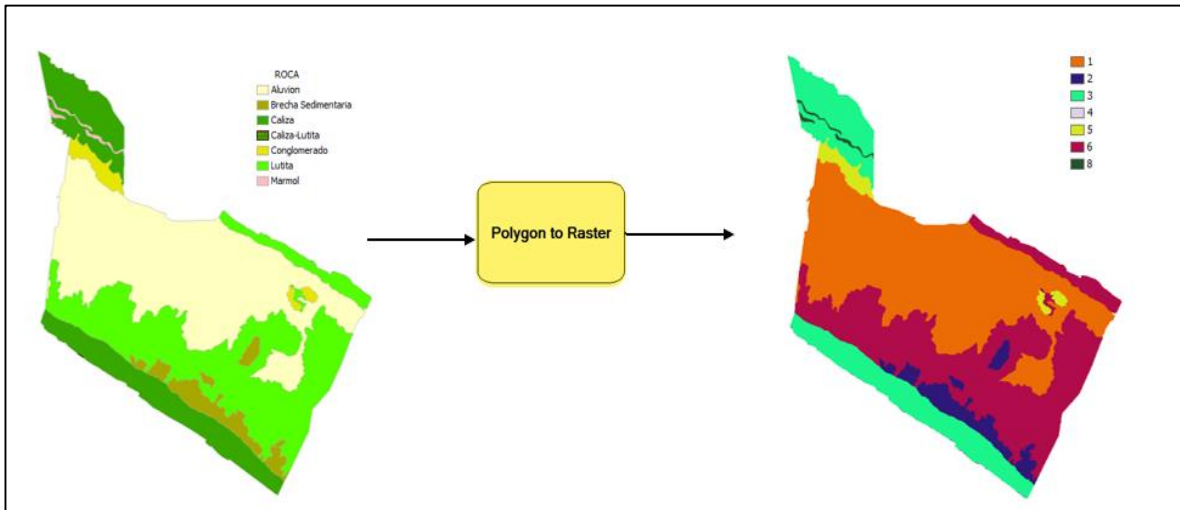 ROCA
Aluvion
Brecha Sedimentaria
Caliza
Caliza-Lutita
Conglomerado
Lutita
Marmol
Polygon to Raster
1
2
3
4
5
6
8